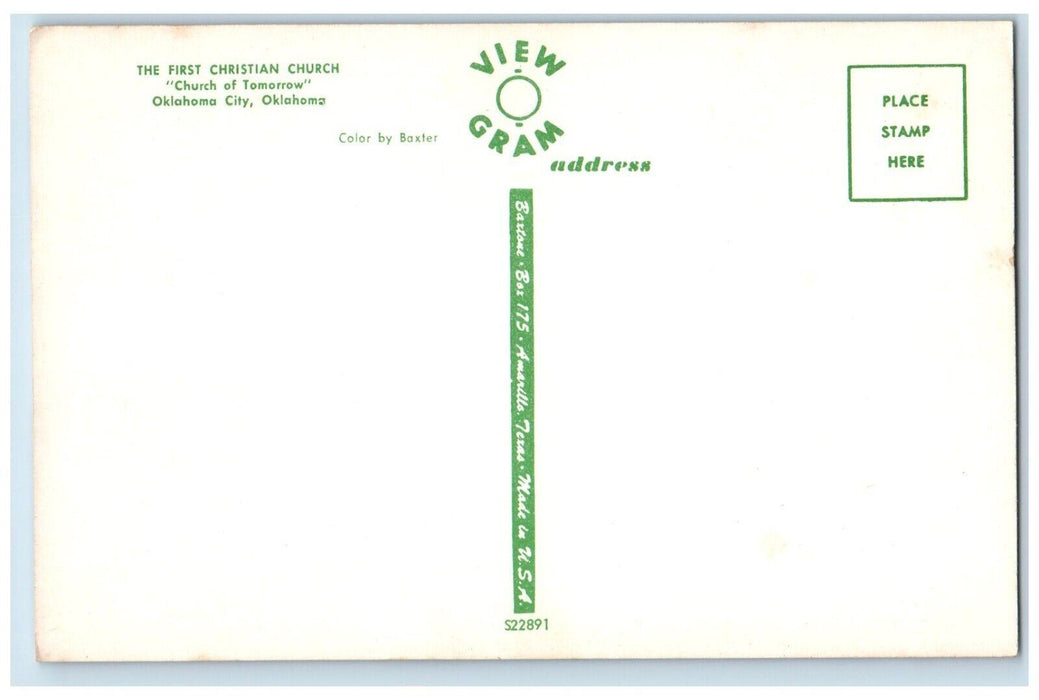 THE FIRST CHRISTIAN CHURCH
"Church of Tomorrow"
Oklahoma City, Oklahoma
Color by Baxter
VIEW
GRAM
address
PLACE
STAMP
HERE
Baxtone · Box 175 · Amarillo, Texas · Made in U.S.A.
S22891